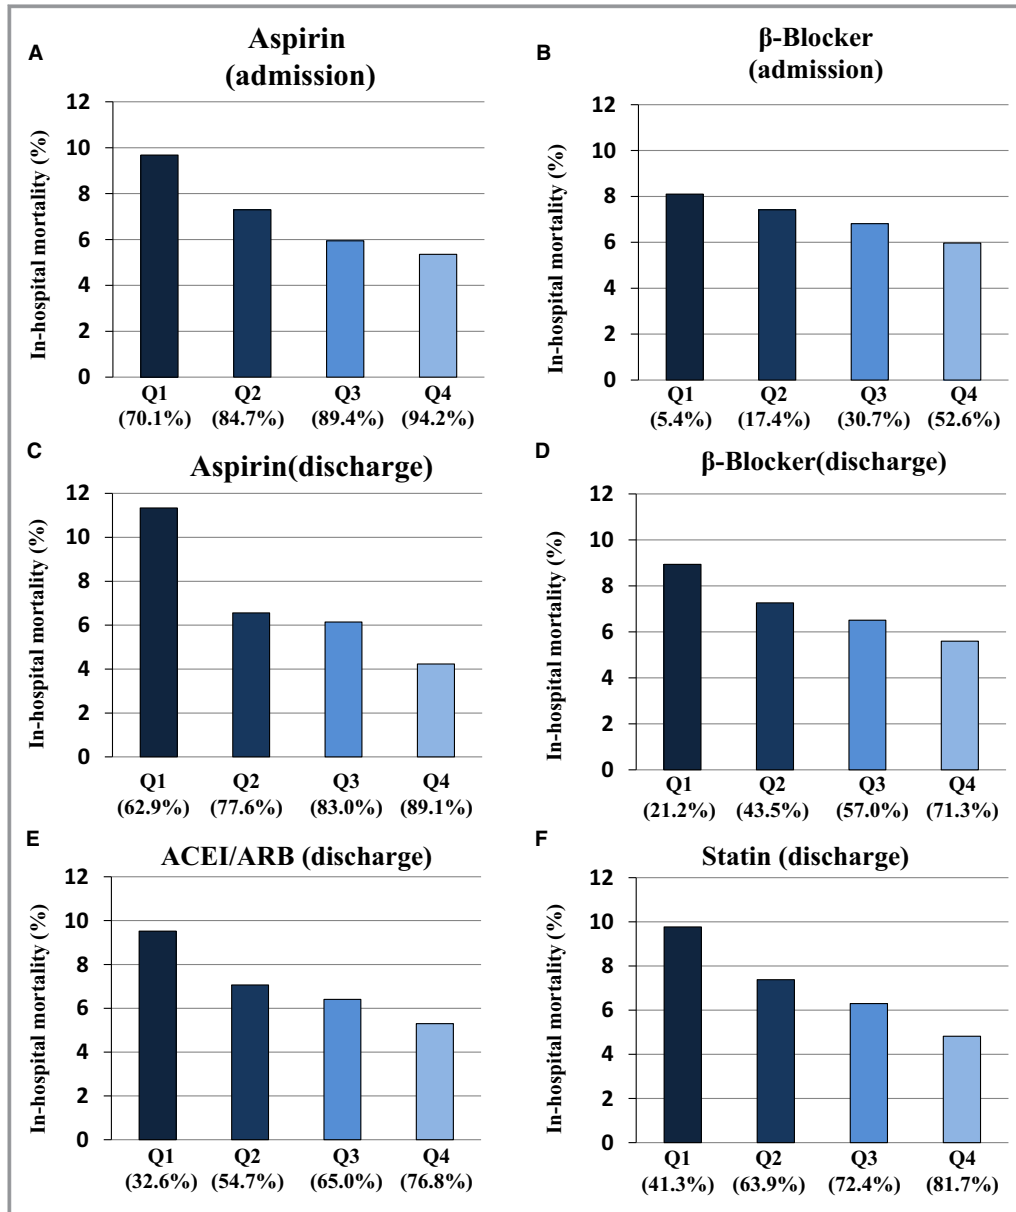 A
Aspirin
(admission)
In-hospital mortality (%)
12
10
8
6
4
2
0
Q1 Q2 Q3 Q4
(70.1%) (84.7%) (89.4%) (94.2%)
B
β-Blocker
(admission)
In-hospital mortality (%)
12
10
8
6
4
2
0
Q1 Q2 Q3 Q4
(5.4%) (17.4%) (30.7%) (52.6%)
C
Aspirin(discharge)
In-hospital mortality (%)
12
10
8
6
4
2
0
Q1 Q2 Q3 Q4
(62.9%) (77.6%) (83.0%) (89.1%)
D
β-Blocker(discharge)
In-hospital mortality (%)
12
10
8
6
4
2
0
Q1 Q2 Q3 Q4
(21.2%) (43.5%) (57.0%) (71.3%)
E
ACEI/ARB (discharge)
In-hospital mortality (%)
12
10
8
6
4
2
0
Q1 Q2 Q3 Q4
(32.6%) (54.7%) (65.0%) (76.8%)
F
Statin (discharge)
In-hospital mortality (%)
12
10
8
6
4
2
0
Q1 Q2 Q3 Q4
(41.3%) (63.9%) (72.4%) (81.7%)